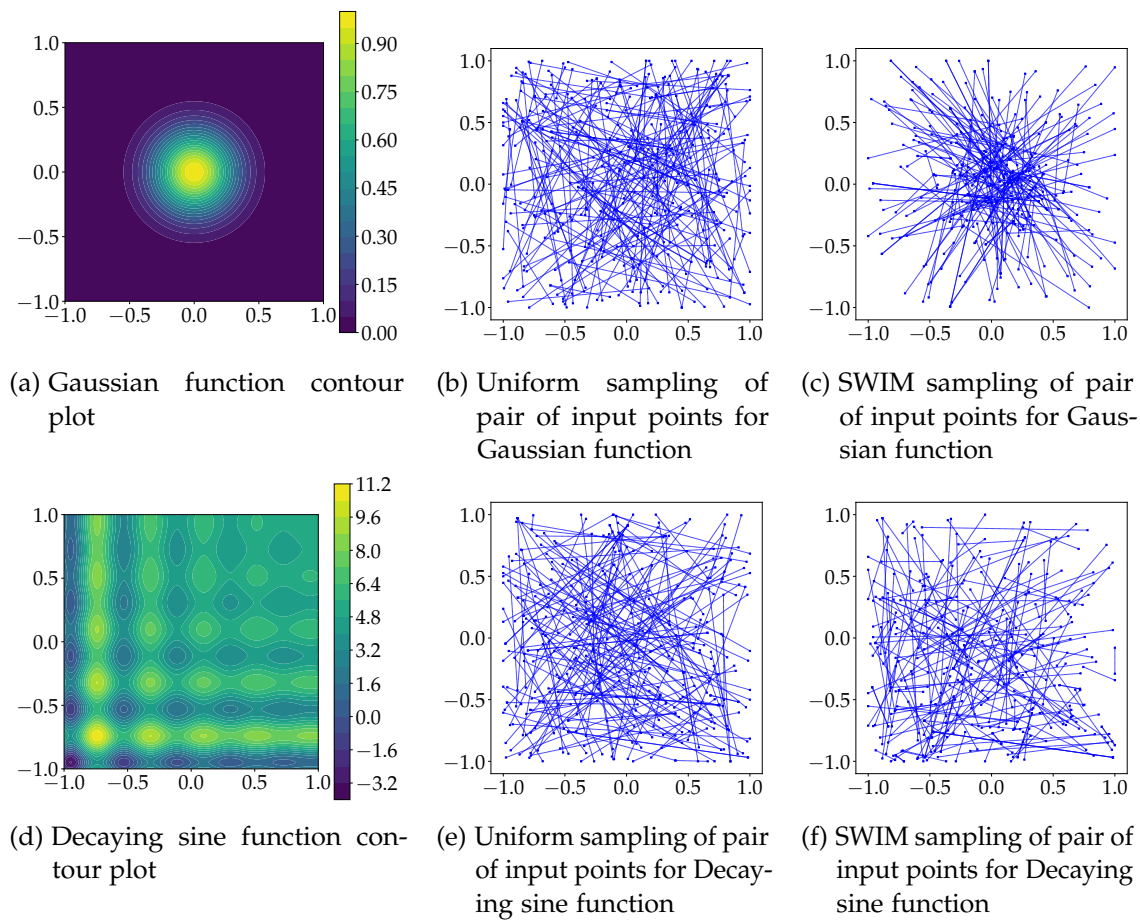 1.0
0.5
0.0
−0.5
−1.0
−1.0 −0.5 0.0 0.5 1.0
0.90
0.75
0.60
0.45
0.30
0.15
0.00
1.0
0.5
0.0
−0.5
−1.0
−1.0 −0.5 0.0 0.5 1.0
1.0
0.5
0.0
−0.5
−1.0
−1.0 −0.5 0.0 0.5 1.0
(a) Gaussian function contour
plot
(b) Uniform sampling of
pair of input points for
Gaussian function
(c) SWIM sampling of pair
of input points for Gaus-
sian function
1.0
0.5
0.0
−0.5
−1.0
−1.0 −0.5 0.0 0.5 1.0
11.2
9.6
8.0
6.4
4.8
3.2
1.6
0.0
−1.6
−3.2
1.0
0.5
0.0
−0.5
−1.0
−1.0 −0.5 0.0 0.5 1.0
1.0
0.5
0.0
−0.5
−1.0
−1.0 −0.5 0.0 0.5 1.0
(d) Decaying sine function con-
tour plot
(e) Uniform sampling of pair
of input points for Decay-
ing sine function
(f) SWIM sampling of pair of
input points for Decaying
sine function